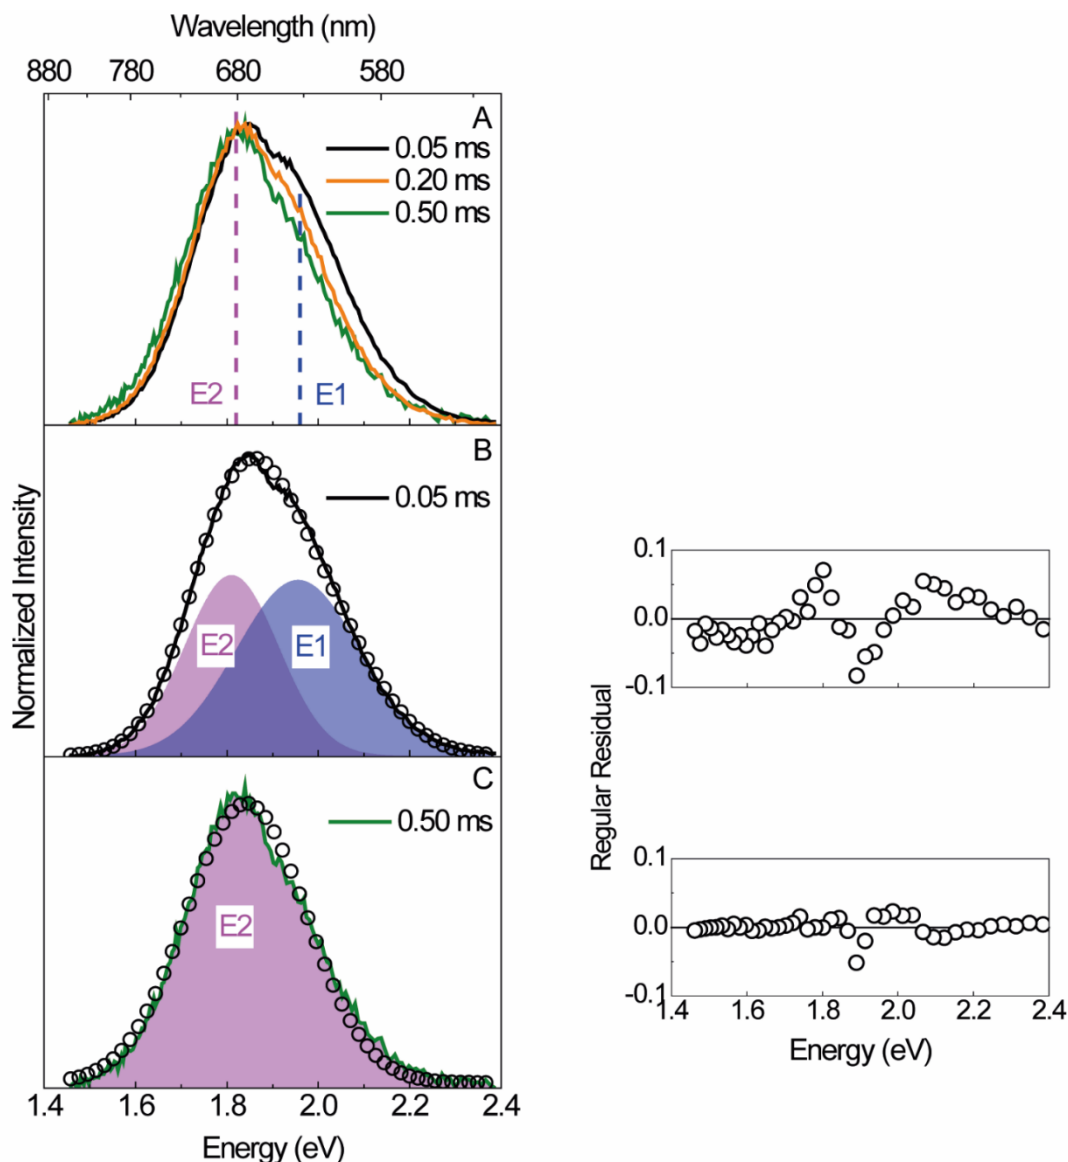 Wavelength (nm)
880 780 680 580
A
0.05 ms
0.20 ms
0.50 ms
E2 E1
B
0.05 ms
E2 E1
C
0.50 ms
E2
Normalized Intensity
1.4 1.6 1.8 2.0 2.2 2.4
Energy (eV)
0.1
0.0
-0.1
Regular Residual
0.1
0.0
-0.1
1.4 1.6 1.8 2.0 2.2 2.4
Energy (eV)